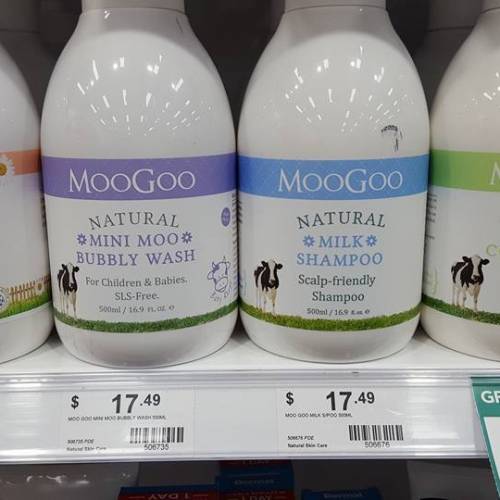 MOOGOO
NATURAL
MINI MOO
BUBBLY WASH
For Children & Babies.
SLS-Free.
500ml / 16.9 FL.OZ. e
MOOGOO
NATURAL
MILK
SHAMPOO
Scalp-friendly
Shampoo
500ml / 16.9 fl.oz e
$ 17.49
MOO GOO MINI MOO BUBBLY WASH 500ML
506735 PDE
Natural Skin Care
506735
$ 17.49
MOO GOO MILK S/POO 500ML
506676 PDE
Natural Skin Care
506676